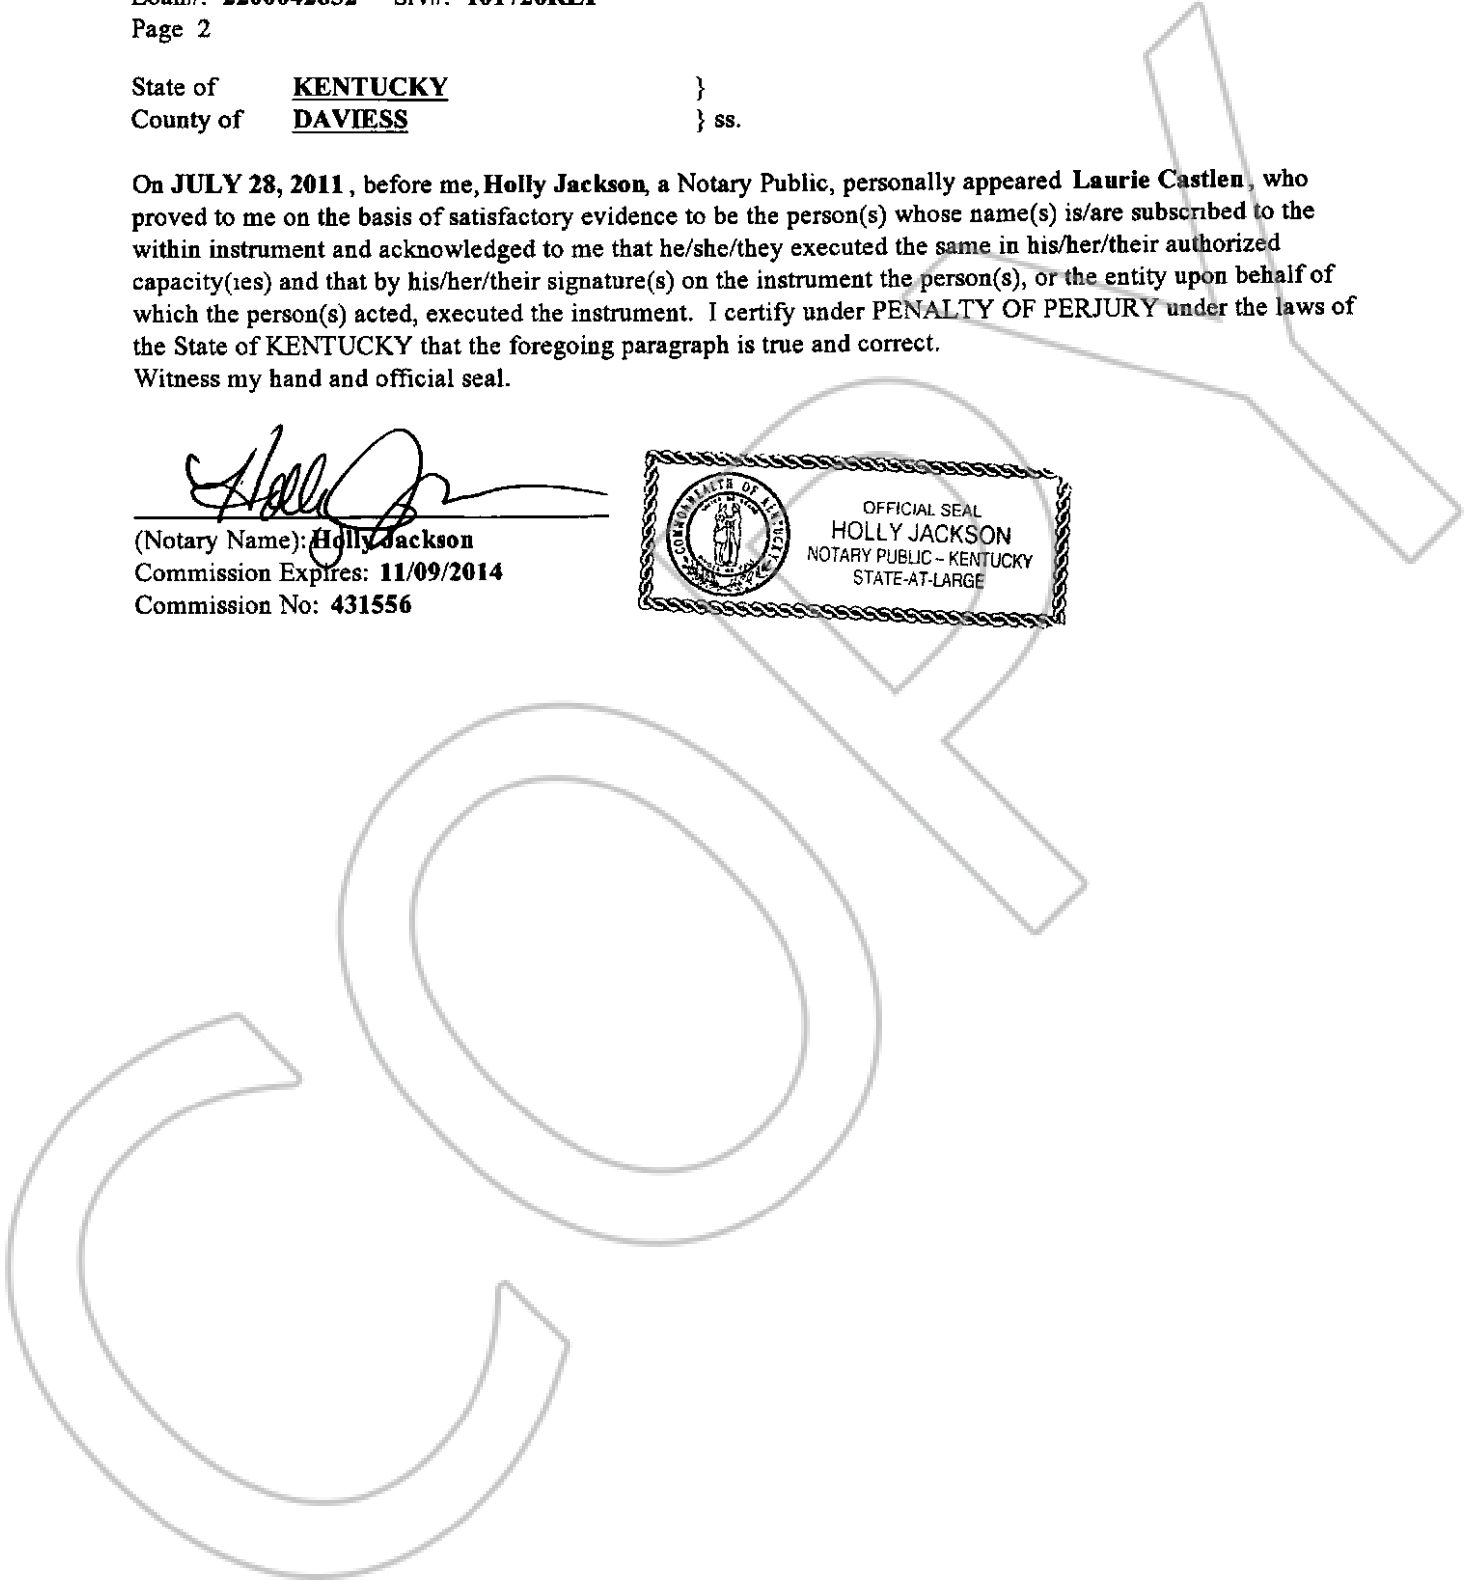 Page 2
State of KENTUCKY }
County of DAVIESS } ss.
On JULY 28, 2011, before me, Holly Jackson, a Notary Public, personally appeared Laurie Castlen, who
proved to me on the basis of satisfactory evidence to be the person(s) whose name(s) is/are subscribed to the
within instrument and acknowledged to me that he/she/they executed the same in his/her/their authorized
capacity(ies) and that by his/her/their signature(s) on the instrument the person(s), or the entity upon behalf of
which the person(s) acted, executed the instrument. I certify under PENALTY OF PERJURY under the laws of
the State of KENTUCKY that the foregoing paragraph is true and correct.
Witness my hand and official seal.
(Notary Name): Holly Jackson
Commission Expires: 11/09/2014
Commission No: 431556
COMMONWEALTH OF KENTUCKY
OFFICIAL SEAL
HOLLY JACKSON
NOTARY PUBLIC – KENTUCKY
STATE-AT-LARGE
COPY